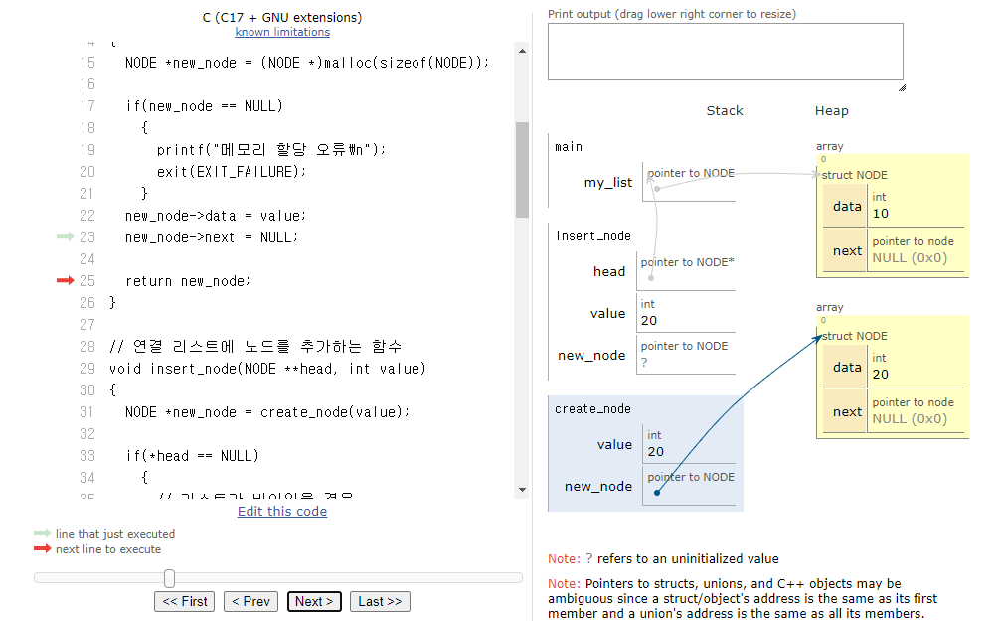 C (C17 + GNU extensions)
known limitations
14 {
15 NODE *new_node = (NODE *)malloc(sizeof(NODE));
16
17 if(new_node == NULL)
18 {
19 printf("메모리 할당 오류₩n");
20 exit(EXIT_FAILURE);
21 }
22 new_node->data = value;
23 new_node->next = NULL;
24
25 return new_node;
26 }
27
28 // 연결 리스트에 노드를 추가하는 함수
29 void insert_node(NODE **head, int value)
30 {
31 NODE *new_node = create_node(value);
32
33 if(*head == NULL)
34 {
35 // 리스트가 비어있을 경우
Edit this code
line that just executed
next line to execute
<< First
< Prev
Next >
Last >>
Print output (drag lower right corner to resize)
Stack
Heap
main
my_list
pointer to NODE
insert_node
head
pointer to NODE*
value
int
20
new_node
pointer to NODE
?
create_node
value
int
20
new_node
pointer to NODE
array
0
struct NODE
data
int
10
next
pointer to node
NULL (0x0)
array
0
struct NODE
data
int
20
next
pointer to node
NULL (0x0)
Note: ? refers to an uninitialized value
Note: Pointers to structs, unions, and C++ objects may be
ambiguous since a struct/object's address is the same as its first
member and a union's address is the same as all its members.